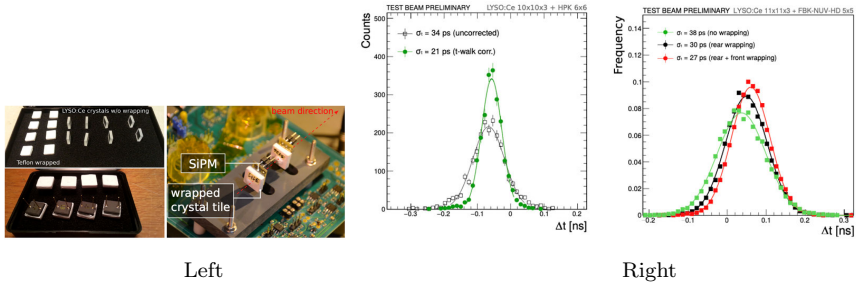 LYSO:Ce crystals w/o wrapping
Teflon wrapped
beam direction
SiPM
wrapped
crystal tile
Left
TEST BEAM PRELIMINARY LYSO:Ce 10x10x3 + HPK 6x6
Counts
500
400
300
200
100
0
σt = 34 ps (uncorrected)
σt = 21 ps (t-walk corr.)
−0.3 −0.2 −0.1 0 0.1 0.2
Δt [ns]
TEST BEAM PRELIMINARY LYSO:Ce 11x11x3 + FBK-NUV-HD 5x5
Frequency
0.14
0.12
0.1
0.08
0.06
0.04
0.02
0
σt = 38 ps (no wrapping)
σt = 30 ps (rear wrapping)
σt = 27 ps (rear + front wrapping)
0.2 −0.1 0 0.1 0.2 0.3
Δt [ns]
Right